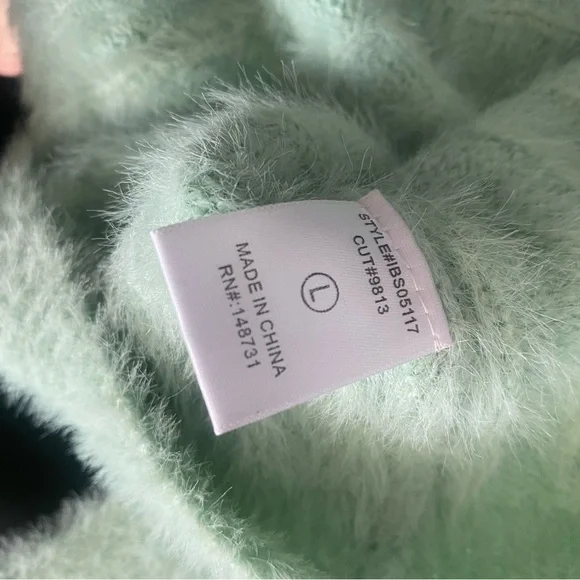 STYLE#IBS05117
CUT#9813
L
MADE IN CHINA
RN#:148731